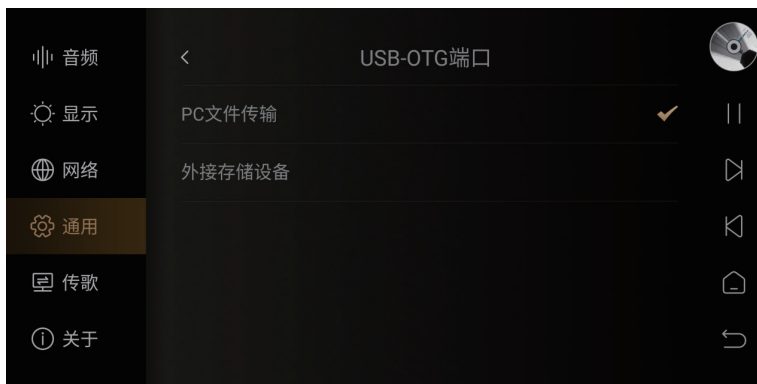 音频
显示
网络
通用
传歌
关于
USB-OTG端口
PC文件传输
外接存储设备